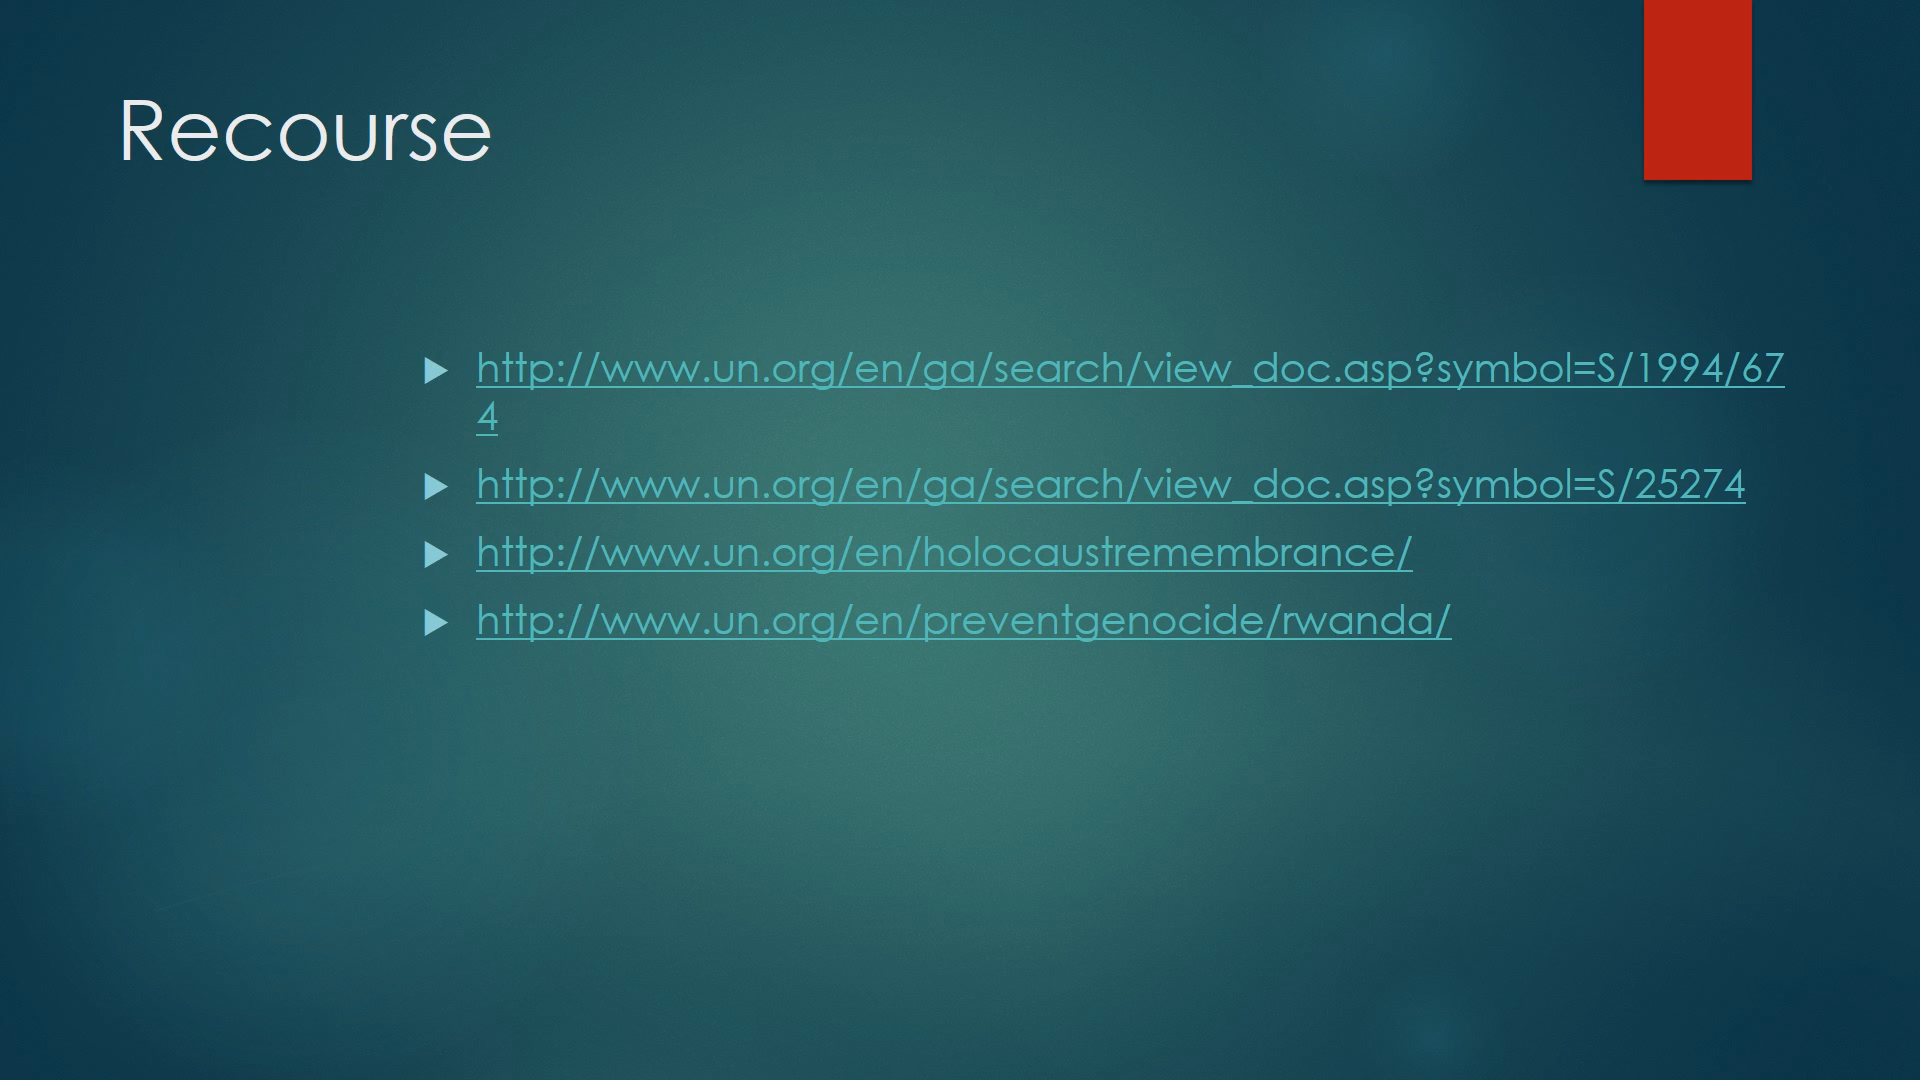 Recourse
http://www.un.org/en/ga/search/view_doc.asp?symbol=S/1994/67
4
http://www.un.org/en/ga/search/view_doc.asp?symbol=S/25274
http://www.un.org/en/holocaustremembrance/
http://www.un.org/en/preventgenocide/rwanda/